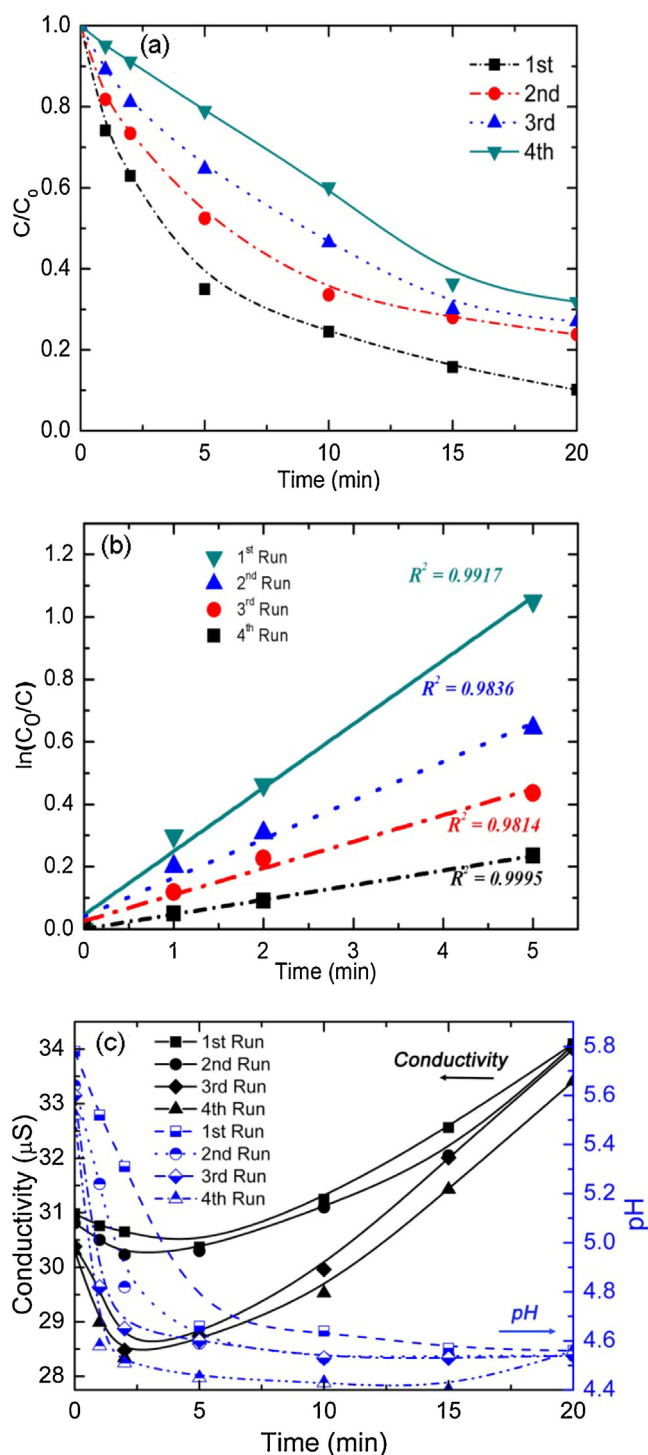 (a)
1st
2nd
3rd
4th
1.0
0.8
0.6
0.4
0.2
0.0
C/C₀
0 5 10 15 20
Time (min)
(b)
1st Run
2nd Run
3rd Run
4th Run
R² = 0.9917
R² = 0.9836
R² = 0.9814
R² = 0.9995
1.2
1.0
0.8
0.6
0.4
0.2
0.0
ln(C₀/C)
0 1 2 3 4 5
Time (min)
(c)
1st Run
2nd Run
3rd Run
4th Run
1st Run
2nd Run
3rd Run
4th Run
Conductivity
pH
34
33
32
31
30
29
28
Conductivity (µS)
5.8
5.6
5.4
5.2
5.0
4.8
4.6
4.4
pH
0 5 10 15 20
Time (min)